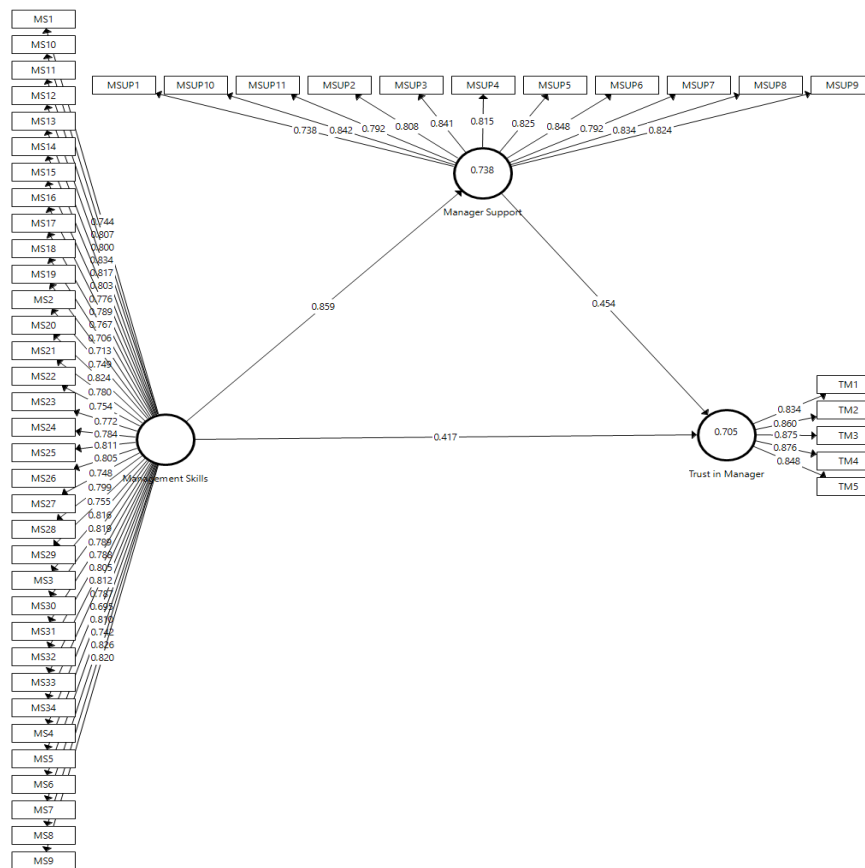 MS1
MS10
MS11
MS12
MS13
MS14
MS15
MS16
MS17
MS18
MS19
MS2
MS20
MS21
MS22
MS23
MS24
MS25
MS26
MS27
MS28
MS29
MS3
MS30
MS31
MS32
MS33
MS34
MS4
MS5
MS6
MS7
MS8
MS9
0.744
0.807
0.800
0.834
0.817
0.803
0.776
0.789
0.767
0.706
0.713
0.749
0.824
0.780
0.754
0.772
0.784
0.811
0.805
0.748
0.799
0.755
0.816
0.819
0.789
0.788
0.805
0.812
0.787
0.695
0.810
0.742
0.826
0.820
Management Skills
MSUP1 MSUP10 MSUP11 MSUP2 MSUP3 MSUP4 MSUP5 MSUP6 MSUP7 MSUP8 MSUP9
0.738 0.842 0.792 0.808 0.841 0.815 0.825 0.848 0.792 0.834 0.824
0.738
Manager Support
0.859
0.454
0.417
0.705
Trust in Manager
0.834
0.860
0.875
0.876
0.848
TM1
TM2
TM3
TM4
TM5